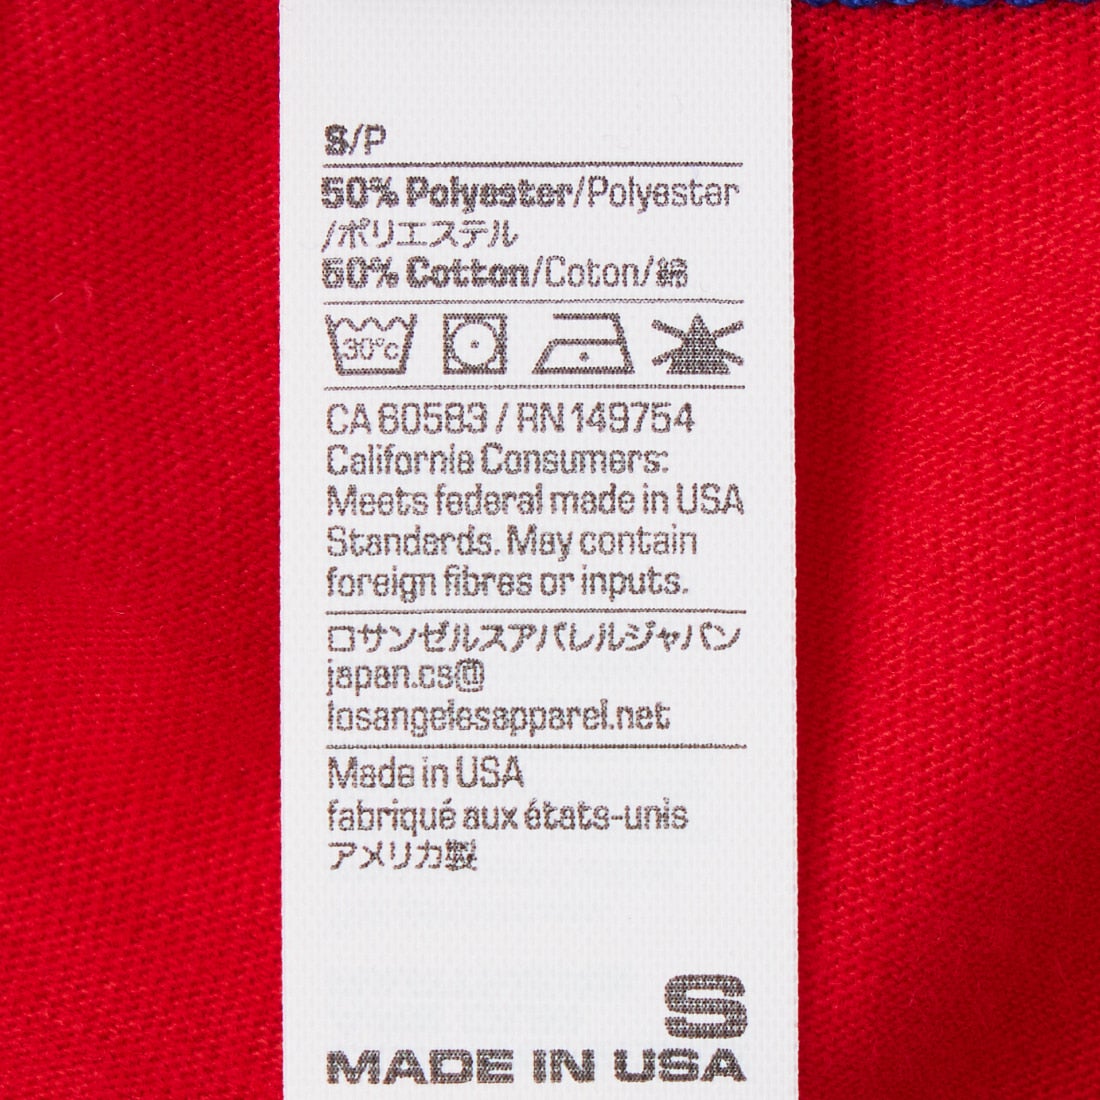 S/P
50% Polyester/Polyester
/ポリエステル
50% Cotton/Coton/綿
30°c
CA 60583 / RN 149754
California Consumers:
Meets federal made in USA
Standards. May contain
foreign fibres or inputs.
ロサンゼルスアパレルジャパン
japan.cs@
losangelesapparel.net
Made in USA
fabriqué aux états-unis
アメリカ製
S
MADE IN USA